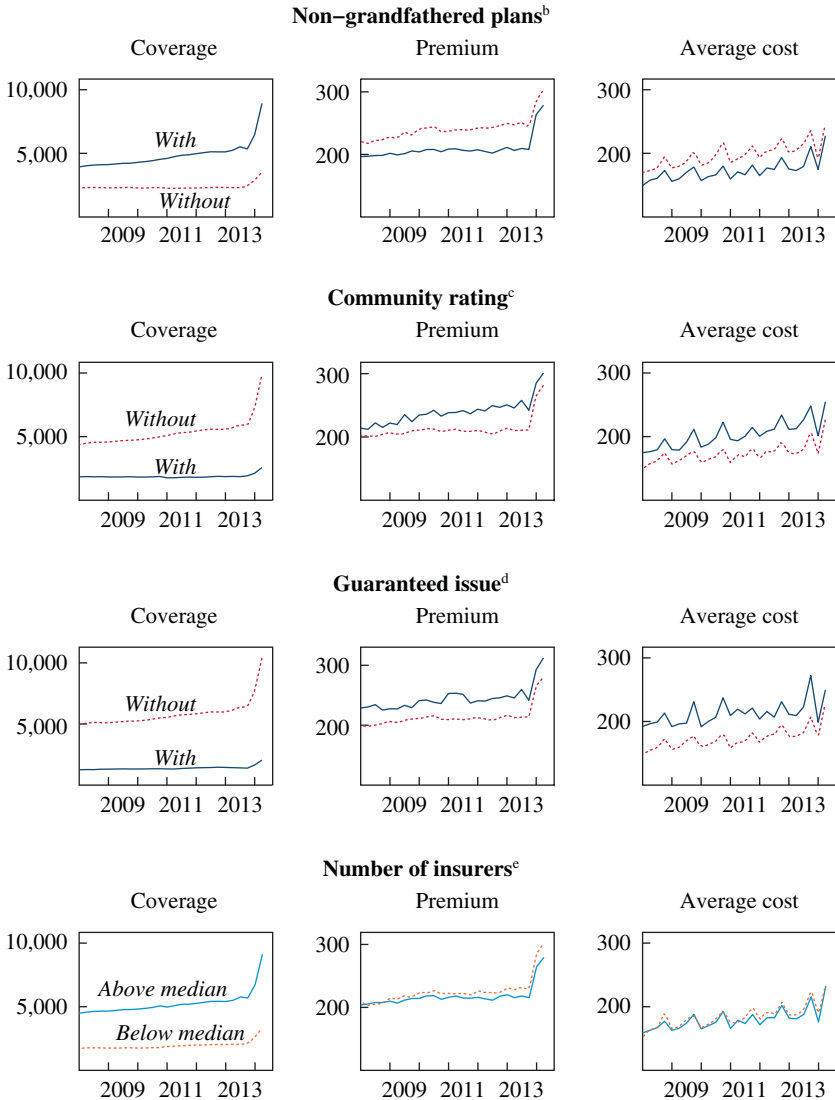 Non−grandfathered plansᵇ
Coverage Premium Average cost
10,000
5,000
With
Without
300
200
200
2009 2011 2013 2009 2011 2013 2009 2011 2013
Community ratingᶜ
Coverage Premium Average cost
10,000
5,000
Without
With
300
200
300
200
2009 2011 2013 2009 2011 2013 2009 2011 2013
Guaranteed issueᵈ
Coverage Premium Average cost
10,000
5,000
Without
With
300
200
300
200
2009 2011 2013 2009 2011 2013 2009 2011 2013
Number of insurersᵉ
Coverage Premium Average cost
10,000
5,000
Above median
Below median
300
200
300
200
2009 2011 2013 2009 2011 2013 2009 2011 2013